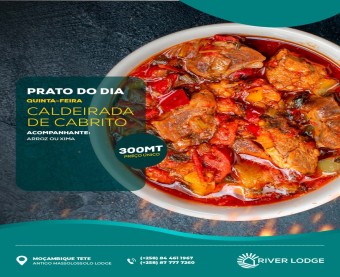 PRATO DO DIA
QUINTA-FEIRA
CALDEIRADA
DE CABRITO
ACOMPANHANTE:
ARROZ OU XIMA
300MT
PREÇO ÚNICO
MOÇAMBIQUE TETE
ANTIGO MASSOLOSSOLO LODGE
(+258) 84 461 1967
(+258) 87 777 7260
RIVER LODGE